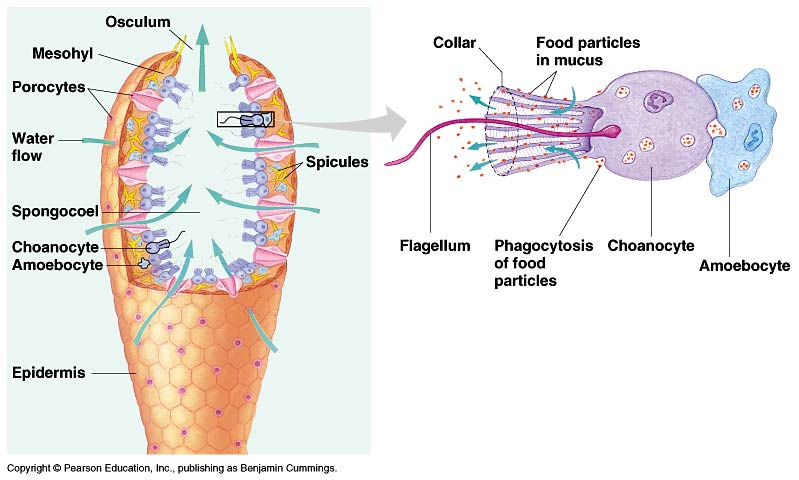 Osculum
Mesohyl
Porocytes
Water
flow
Spicules
Spongocoel
Choanocyte
Amoebocyte
Epidermis
Collar
Food particles
in mucus
Flagellum
Phagocytosis
of food
particles
Choanocyte
Amoebocyte
Copyright © Pearson Education, Inc., publishing as Benjamin Cummings.